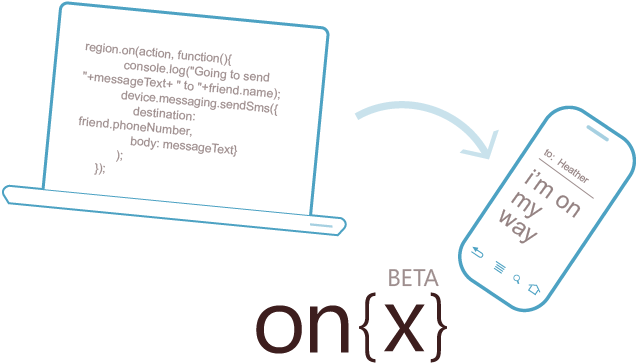 region.on(action, function(){
console.log("Going to send
"+messageText+ " to "+friend.name);
device.messaging.sendSms({
destination:
friend.phoneNumber,
body: messageText}
);
});
to: Heather
i'm on
my
way
BETA
on{x}